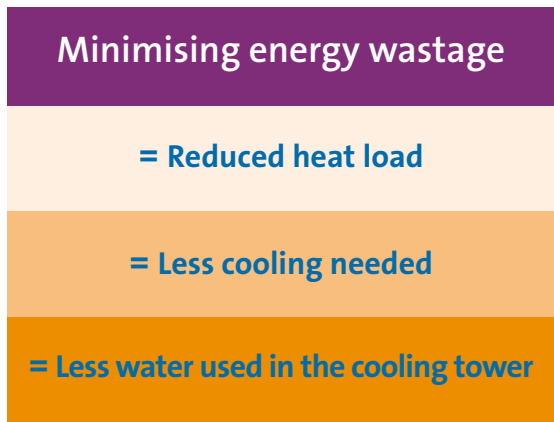 Minimising energy wastage
= Reduced heat load
= Less cooling needed
= Less water used in the cooling tower